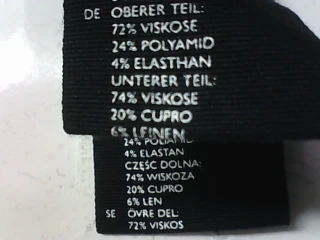 DE OBERER TEIL:
72% VISKOSE
24% POLYAMID
4% ELASTHAN
UNTERER TEIL:
74% VISKOSE
20% CUPRO
6% LEINEN
24% POLIAMID
4% ELASTAN
CZĘŚĆ DOLNA:
74% WISKOZA
20% CUPRO
6% LEN
SE ÖVRE DEL:
72% VISKOS